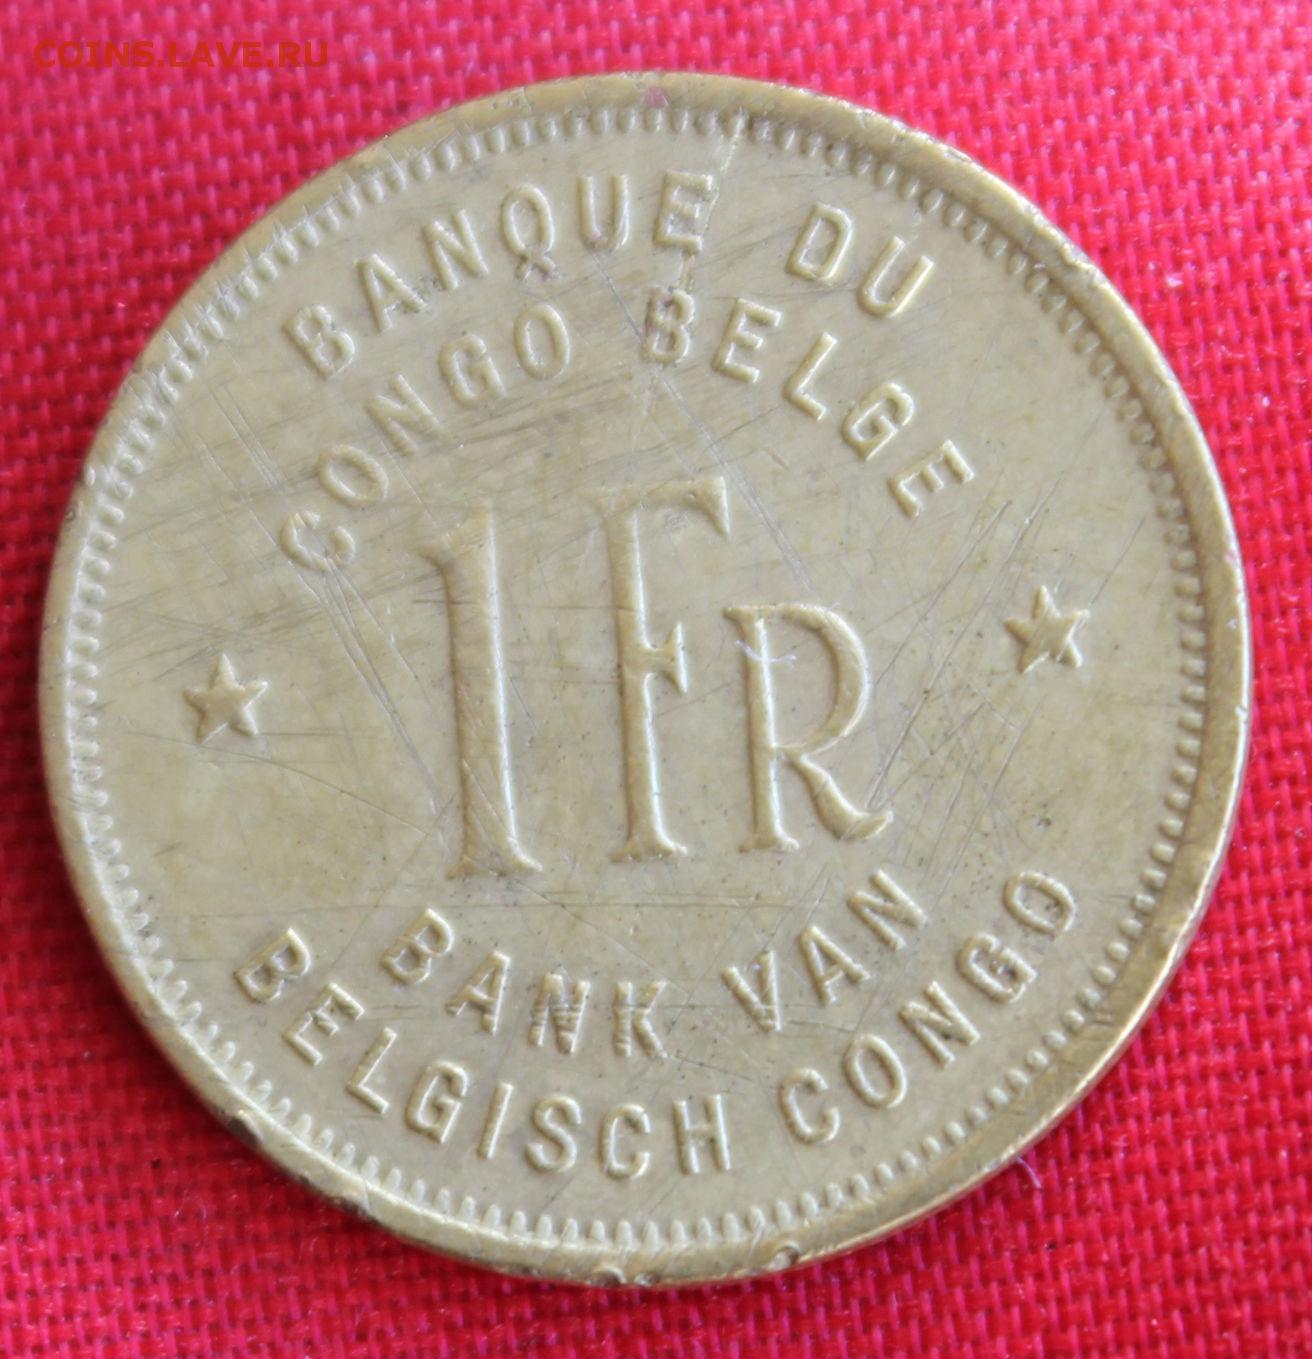 COINS.LAVE.RU
BANQUE DU
CONGO BELGE
1 FR
BANK VAN
BELGISCH CONGO